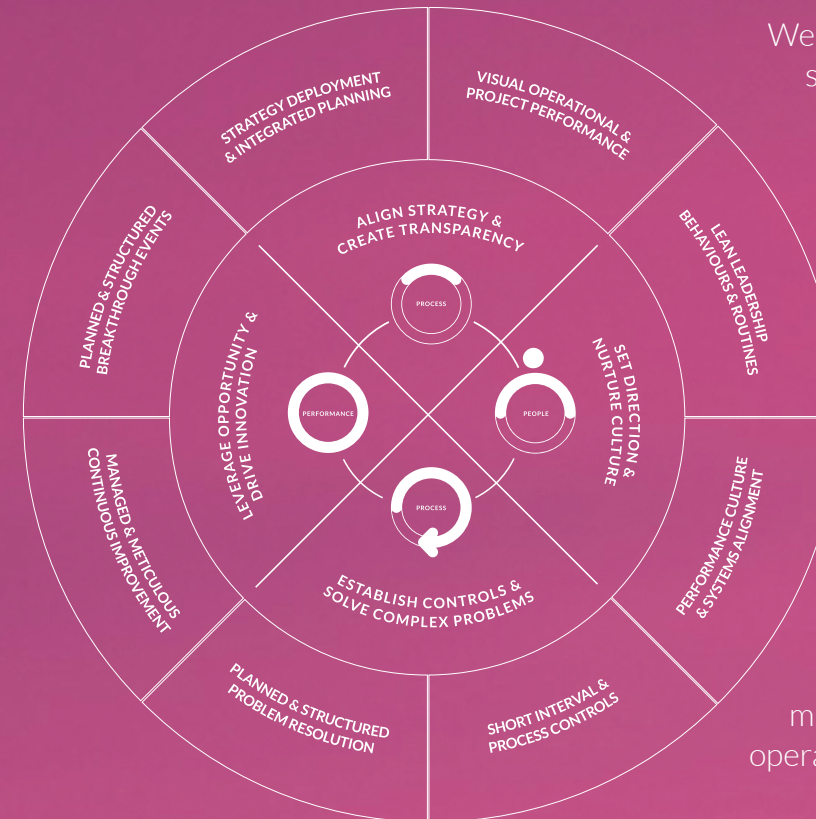 We
s
STRATEGY DEPLOYMENT
& INTEGRATED PLANNING
VISUAL OPERATIONAL &
PROJECT PERFORMANCE
LEAN LEADERSHIP
BEHAVIOURS & ROUTINES
PERFORMANCE CULTURE
& SYSTEMS ALIGNMENT
SHORT INTERVAL &
PROCESS CONTROLS
PLANNED & STRUCTURED
PROBLEM RESOLUTION
MANAGED & METICULOUS
CONTINUOUS IMPROVEMENT
PLANNED & STRUCTURED
BREAKTHROUGH EVENTS
ALIGN STRATEGY &
CREATE TRANSPARENCY
SET DIRECTION &
NURTURE CULTURE
ESTABLISH CONTROLS &
SOLVE COMPLEX PROBLEMS
LEVERAGE OPPORTUNITY &
DRIVE INNOVATION
PROCESS
PEOPLE
PROCESS
PERFORMANCE
m
opera